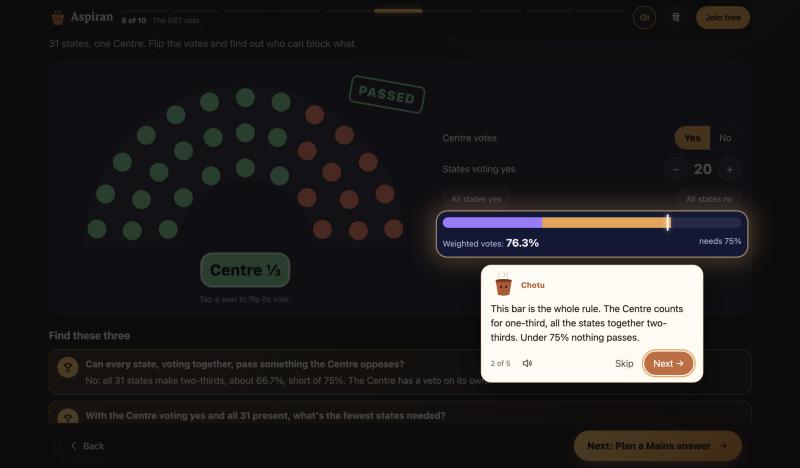 Aspiran
6 of 10 · The GST vote
हि
Join free
31 states, one Centre. Flip the votes and find out who can block what.
PASSED
Centre votes
Yes
No
States voting yes
− 20 +
All states yes
All states no
Weighted votes: 76.3%
needs 75%
Centre ⅓
Tap a seat to flip its vote.
Chotu
This bar is the whole rule. The Centre counts
for one-third, all the states together two-
thirds. Under 75% nothing passes.
2 of 5
Skip
Next →
Find these three
Can every state, voting together, pass something the Centre opposes?
No: all 31 states make two-thirds, about 66.7%, short of 75%. The Centre has a veto on its own.
With the Centre voting yes and all 31 present, what's the fewest states needed?
Back
Next: Plan a Mains answer →